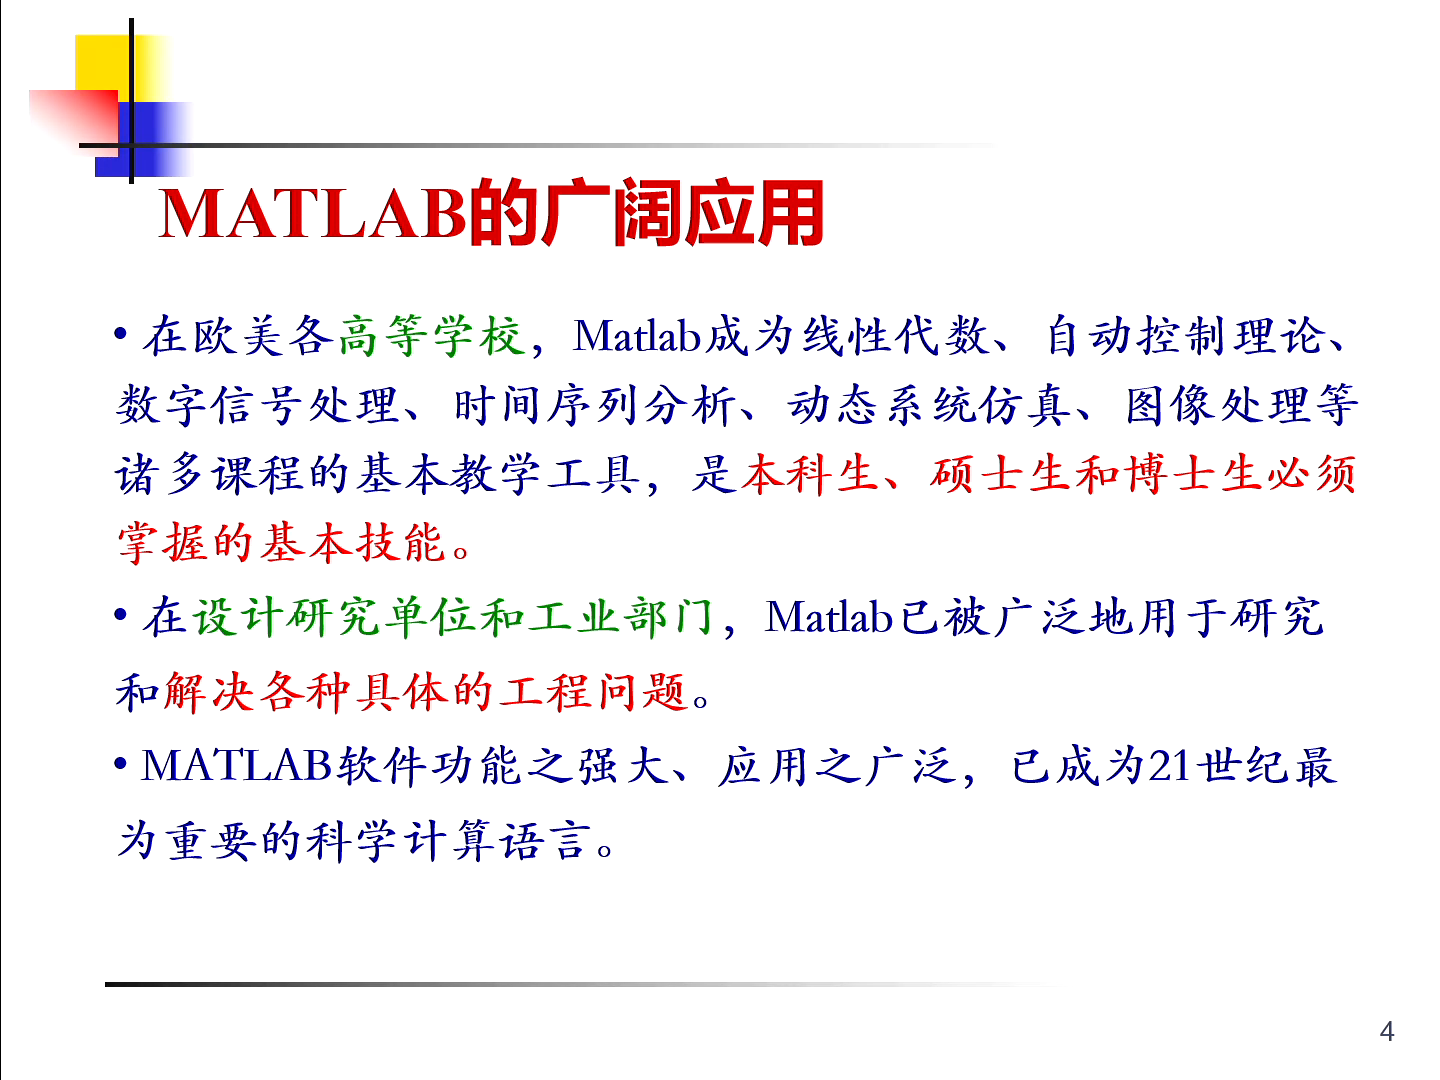 MATLAB的广阔应用
• 在欧美各高等学校，Matlab成为线性代数、自动控制理论、
数字信号处理、时间序列分析、动态系统仿真、图像处理等
诸多课程的基本教学工具，是本科生、硕士生和博士生必须
掌握的基本技能。
• 在设计研究单位和工业部门，Matlab已被广泛地用于研究
和解决各种具体的工程问题。
• MATLAB软件功能之强大、应用之广泛，已成为21世纪最
为重要的科学计算语言。
4